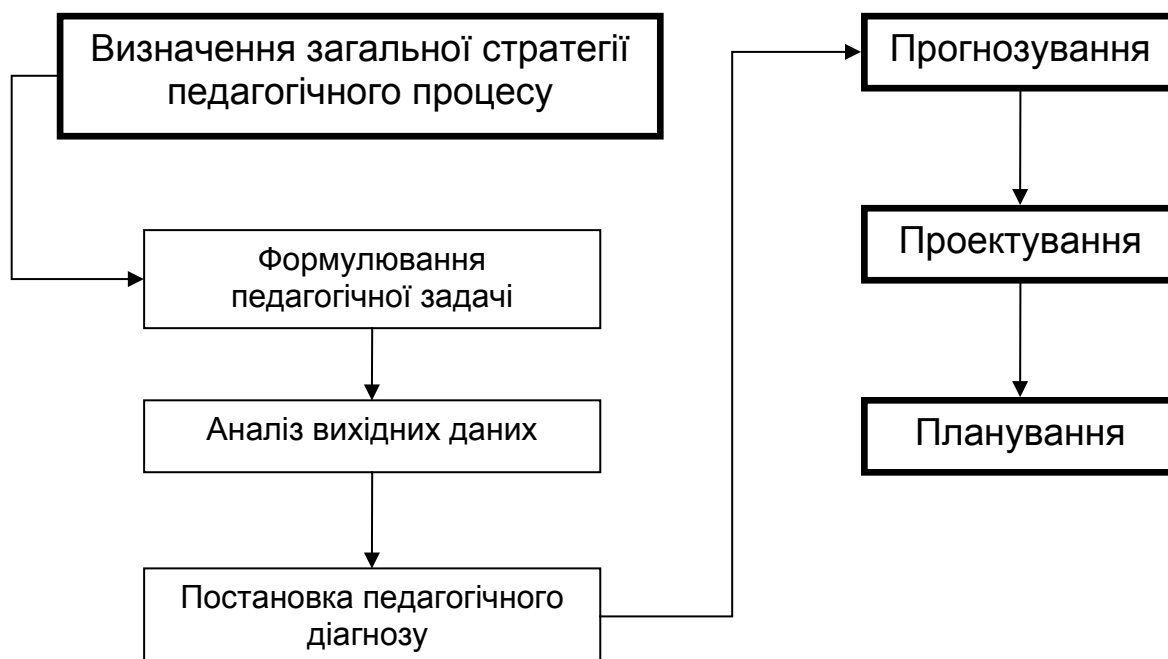 Визначення загальної стратегії
педагогічного процесу
Формулювання
педагогічної задачі
Аналіз вихідних даних
Постановка педагогічного
діагнозу
Прогнозування
Проектування
Планування